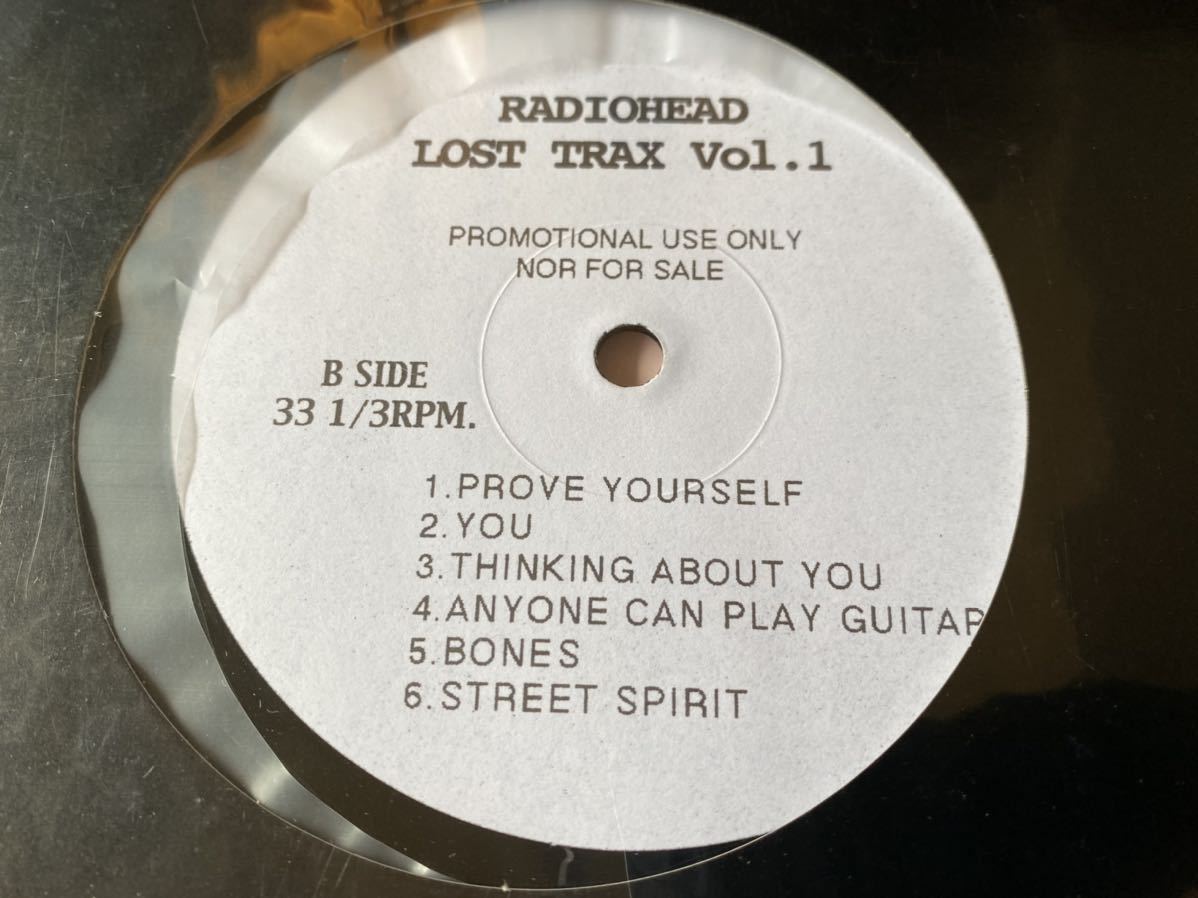 RADIOHEAD
LOST TRAX Vol.1
PROMOTIONAL USE ONLY
NOR FOR SALE
B SIDE
33 1/3RPM.
1.PROVE YOURSELF
2.YOU
3.THINKING ABOUT YOU
4.ANYONE CAN PLAY GUITAR
5.BONES
6.STREET SPIRIT